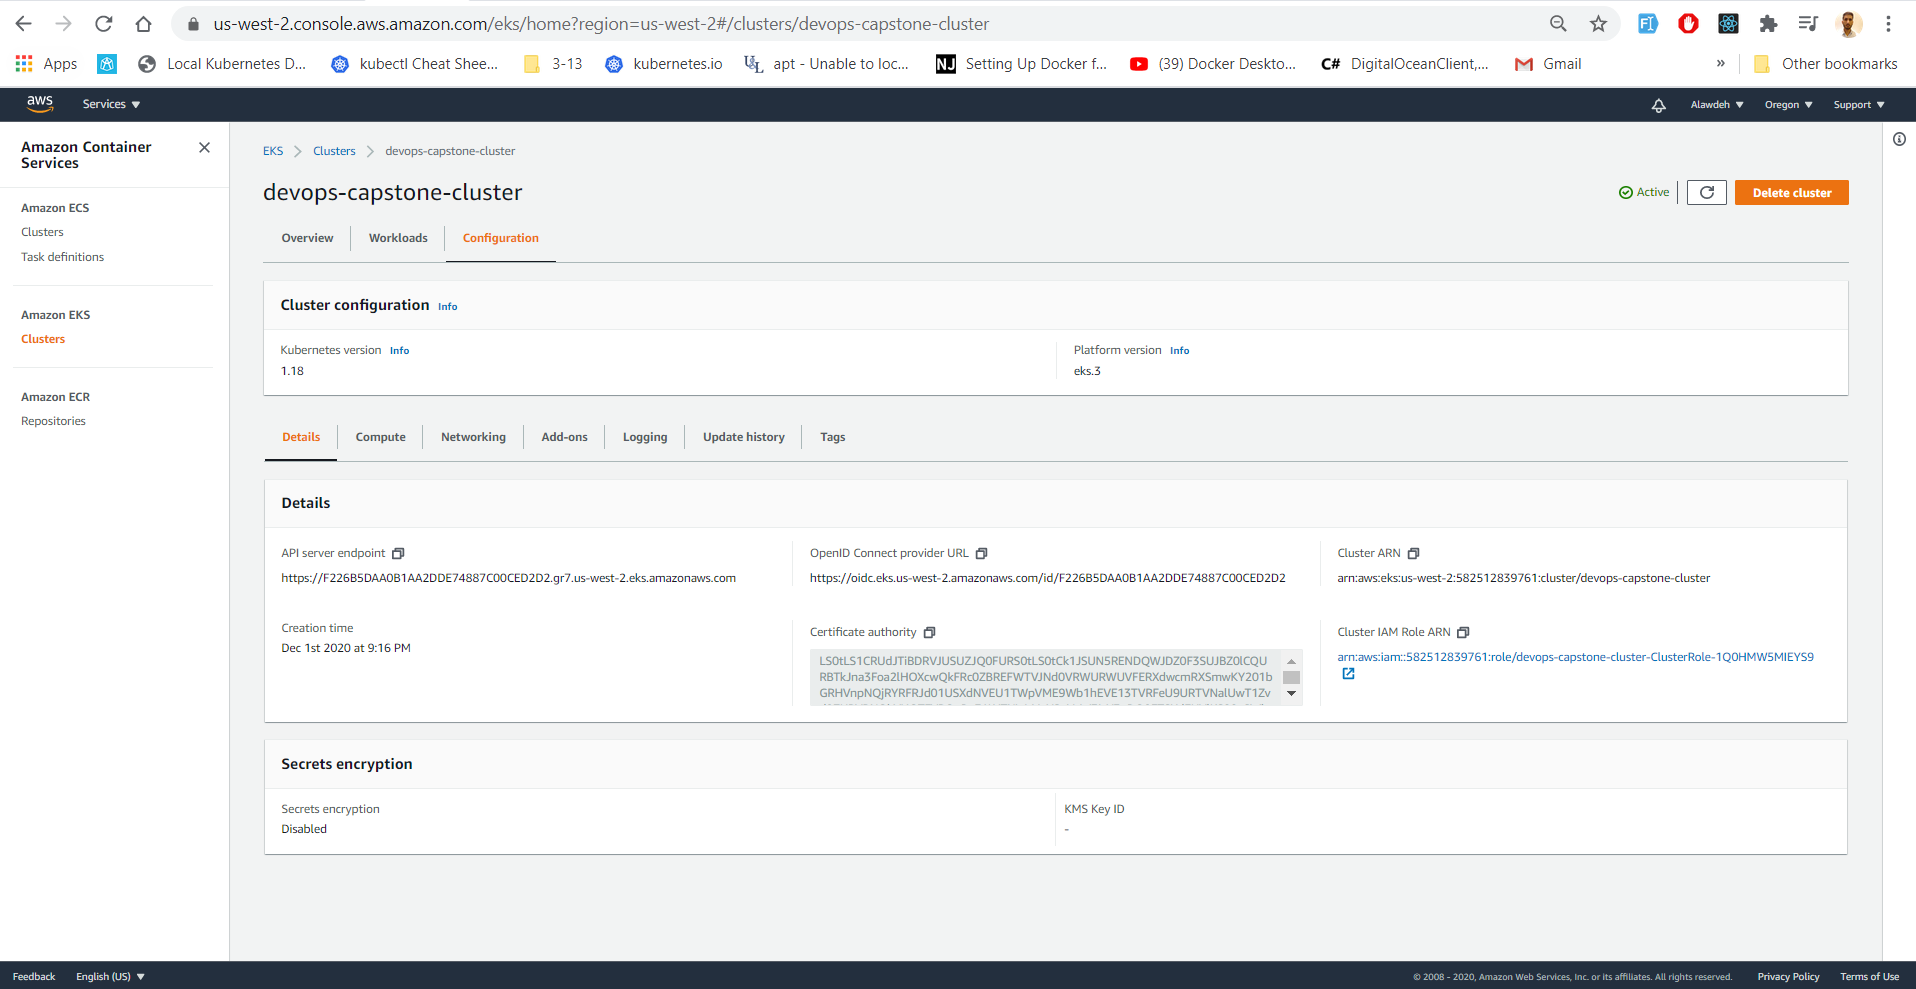 us-west-2.console.aws.amazon.com/eks/home?region=us-west-2#/clusters/devops-capstone-cluster
Apps Local Kubernetes D... kubectl Cheat Shee... 3-13 kubernetes.io U&L apt - Unable to loc... NJ Setting Up Docker f... (39) Docker Deskto... C# DigitalOceanClient,... Gmail » Other bookmarks
aws Services Alawdeh Oregon Support
Amazon Container
Services
Amazon ECS
Clusters
Task definitions
Amazon EKS
Clusters
Amazon ECR
Repositories
EKS > Clusters > devops-capstone-cluster
devops-capstone-cluster
Active
Delete cluster
Overview Workloads Configuration
Cluster configuration Info
Kubernetes version Info
1.18
Platform version Info
eks.3
Details Compute Networking Add-ons Logging Update history Tags
Details
API server endpoint
https://F226B5DAA0B1AA2DDE74887C00CED2D2.gr7.us-west-2.eks.amazonaws.com
OpenID Connect provider URL
https://oidc.eks.us-west-2.amazonaws.com/id/F226B5DAA0B1AA2DDE74887C00CED2D2
Cluster ARN
arn:aws:eks:us-west-2:582512839761:cluster/devops-capstone-cluster
Creation time
Dec 1st 2020 at 9:16 PM
Certificate authority
LS0tLS1CRUdJTiBDRVJUSUZJQ0FURS0tLS0tCk1JSUN5RENDQWJDZ0F3SUJBZ0lCQU
RBTkJna3Foa2lHOXcwQkFRc0ZBREFWTVJNd0VRWURWUVFERXdwcmRXSmwKY201b
GRHVnpNQjRYRFRJd01USXdNVEU1TWpVME9Wb1hEVE13TVRFeU9URTVNalUwT1Zv
Cluster IAM Role ARN
arn:aws:iam::582512839761:role/devops-capstone-cluster-ClusterRole-1Q0HMW5MIEYS9
Secrets encryption
Secrets encryption
Disabled
KMS Key ID
-
Feedback English (US) © 2008 - 2020, Amazon Web Services, Inc. or its affiliates. All rights reserved. Privacy Policy Terms of Use